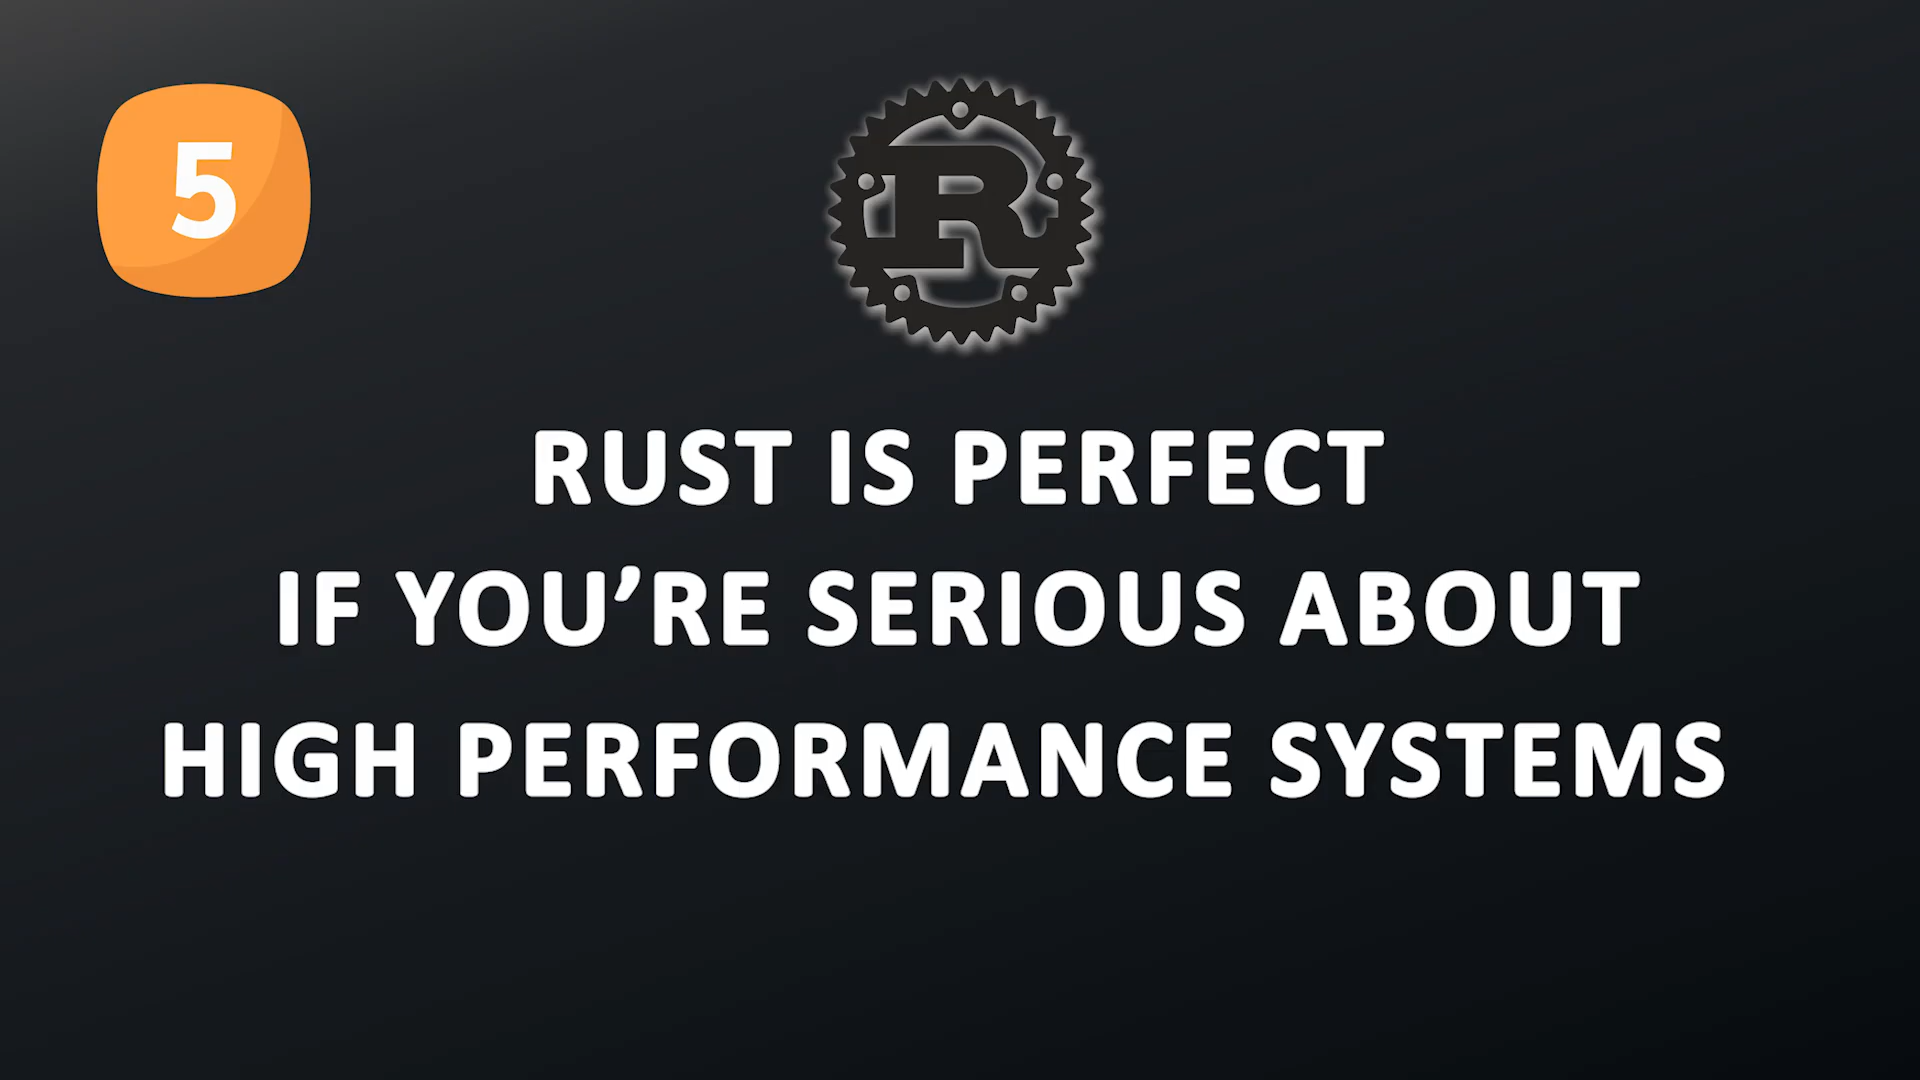 5
R
RUST IS PERFECT
IF YOU’RE SERIOUS ABOUT
HIGH PERFORMANCE SYSTEMS